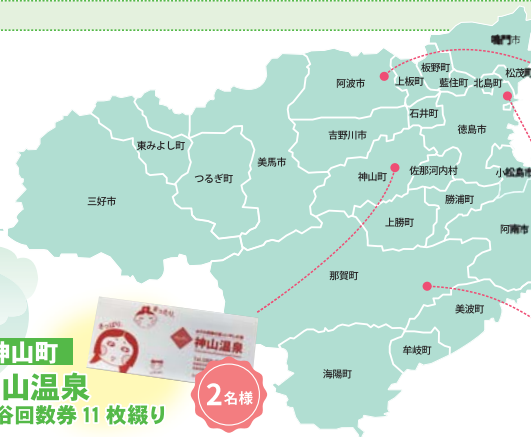 鳴門市
板野町
松茂町
阿波市
上板町
藍住町
北島町
石井町
吉野川市
徳島市
東みよし町
美馬市
つるぎ町
神山町
佐那河内村
小松島市
三好市
勝浦町
上勝町
阿南市
那賀町
美波町
牟岐町
海陽町
神山温泉
神山町
山温泉
谷回数券11枚綴り
2名様